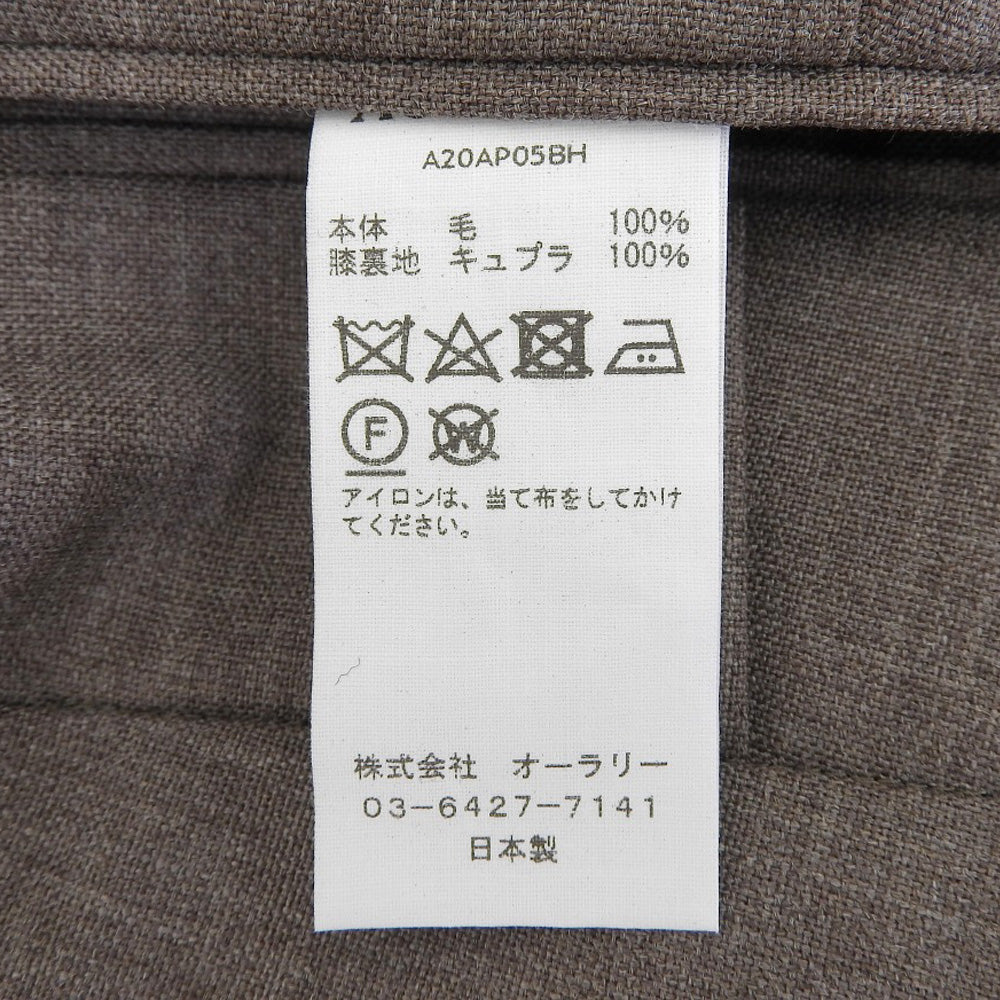 A20AP05BH
本体 毛 100%
膝裏地 キュプラ 100%
F W
アイロンは、当て布をしてかけ
てください。
株式会社 オーラリー
03-6427-7141
日本製